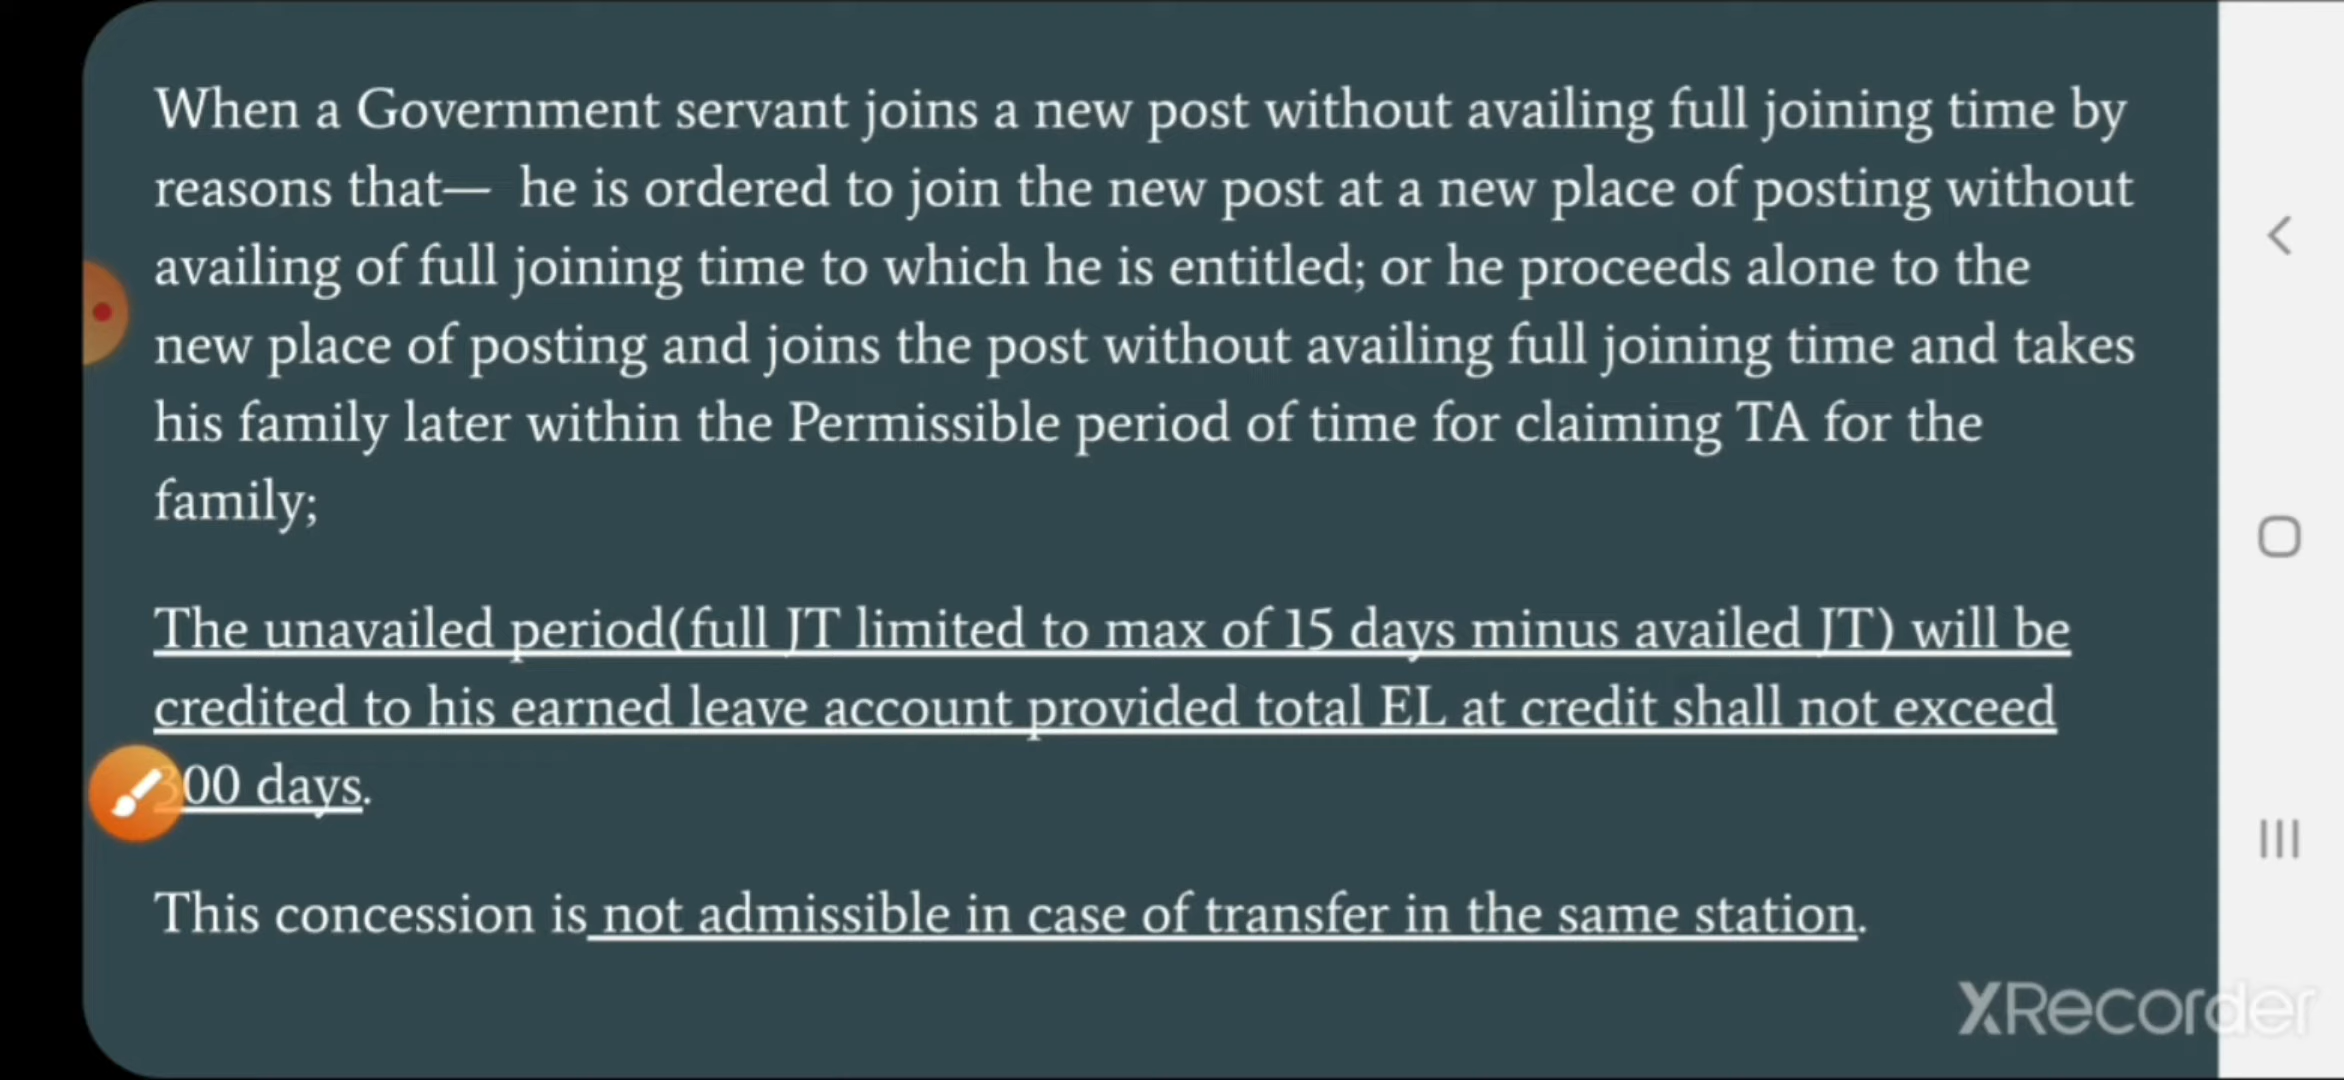 When a Government servant joins a new post without availing full joining time by
reasons that— he is ordered to join the new post at a new place of posting without
availing of full joining time to which he is entitled; or he proceeds alone to the
new place of posting and joins the post without availing full joining time and takes
his family later within the Permissible period of time for claiming TA for the
family;
The unavailed period(full JT limited to max of 15 days minus availed JT) will be
credited to his earned leave account provided total EL at credit shall not exceed
300 days.
This concession is not admissible in case of transfer in the same station.
XRecorder